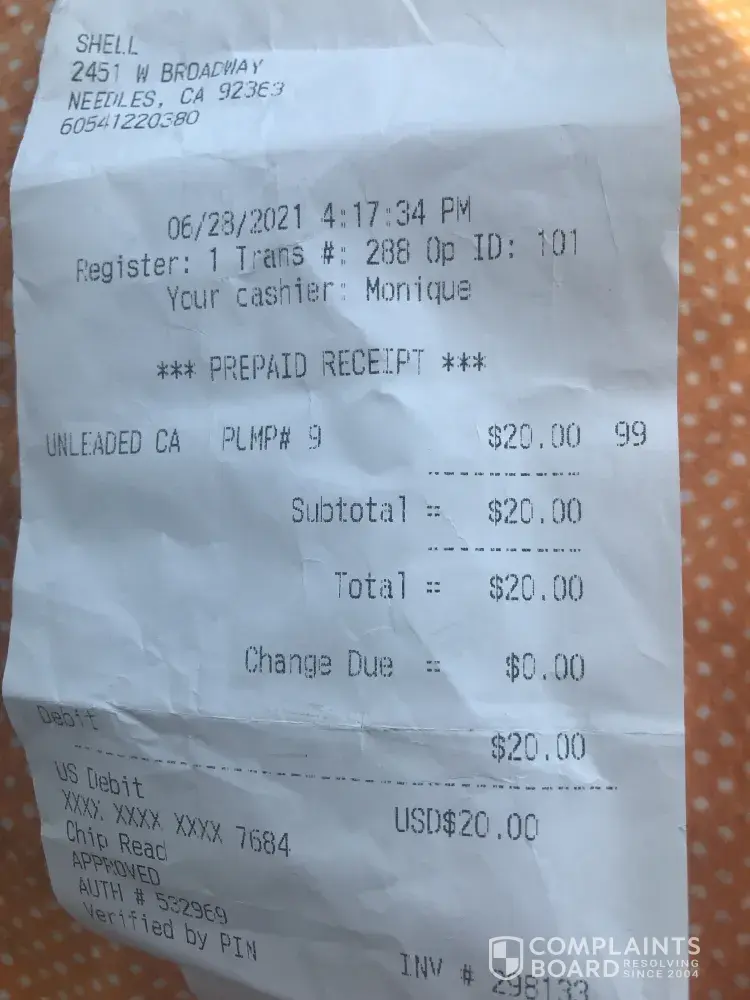 SHELL
2451 W BROADWAY
NEEDLES, CA 92363
60541220380
06/28/2021 4:17:34 PM
Register: 1 Trans #: 288 Op ID: 101
Your cashier: Monique
*** PREPAID RECEIPT ***
UNLEADED CA PUMP# 9 $20.00 99
Subtotal = $20.00
Total = $20.00
Change Due = $0.00
Debit $20.00
US Debit
XXXX XXXX XXXX 7684 USD$20.00
Chip Read
APPROVED
AUTH # 532969
Verified by PIN
INV # 298133
COMPLAINTS
BOARD RESOLVING
SINCE 2004